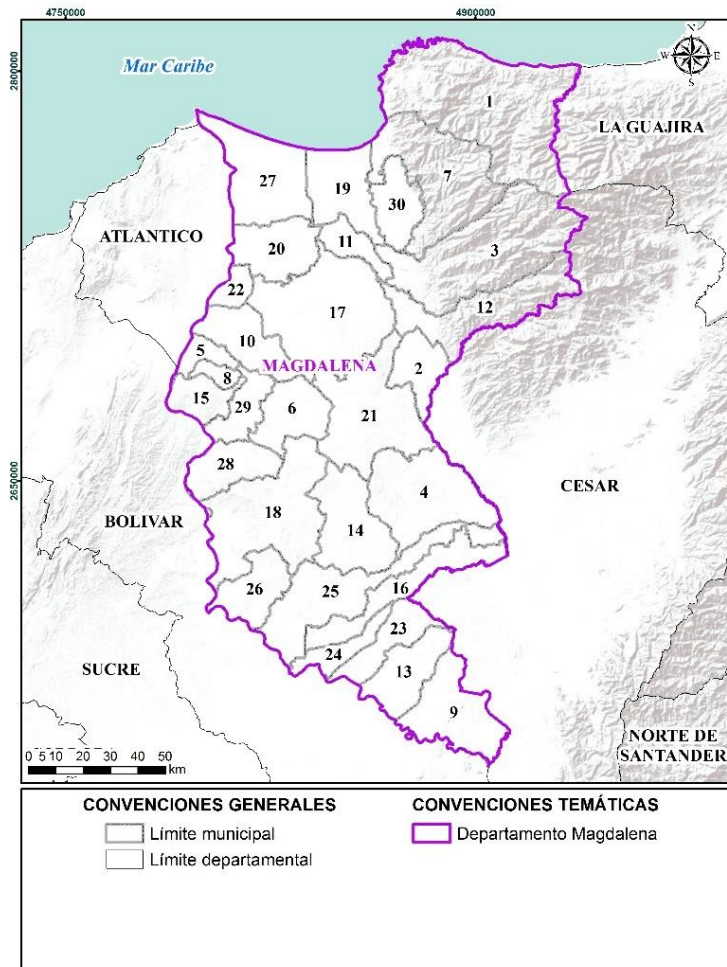 4750000
4900000
2800000
Mar Caribe
N
W E
S
1
LA GUAJIRA
27
19
7
30
ATLANTICO
20
11
3
22
17
12
10
5
MAGDALENA
2
8
15
29
6
21
28
2650000
4
CESAR
18
BOLIVAR
14
26
25
16
23
24
SUCRE
13
9
NORTE DE
SANTANDER
0 5 10 20 30 40 50
km
CONVENCIONES GENERALES
Límite municipal
Límite departamental
CONVENCIONES TEMÁTICAS
Departamento Magdalena